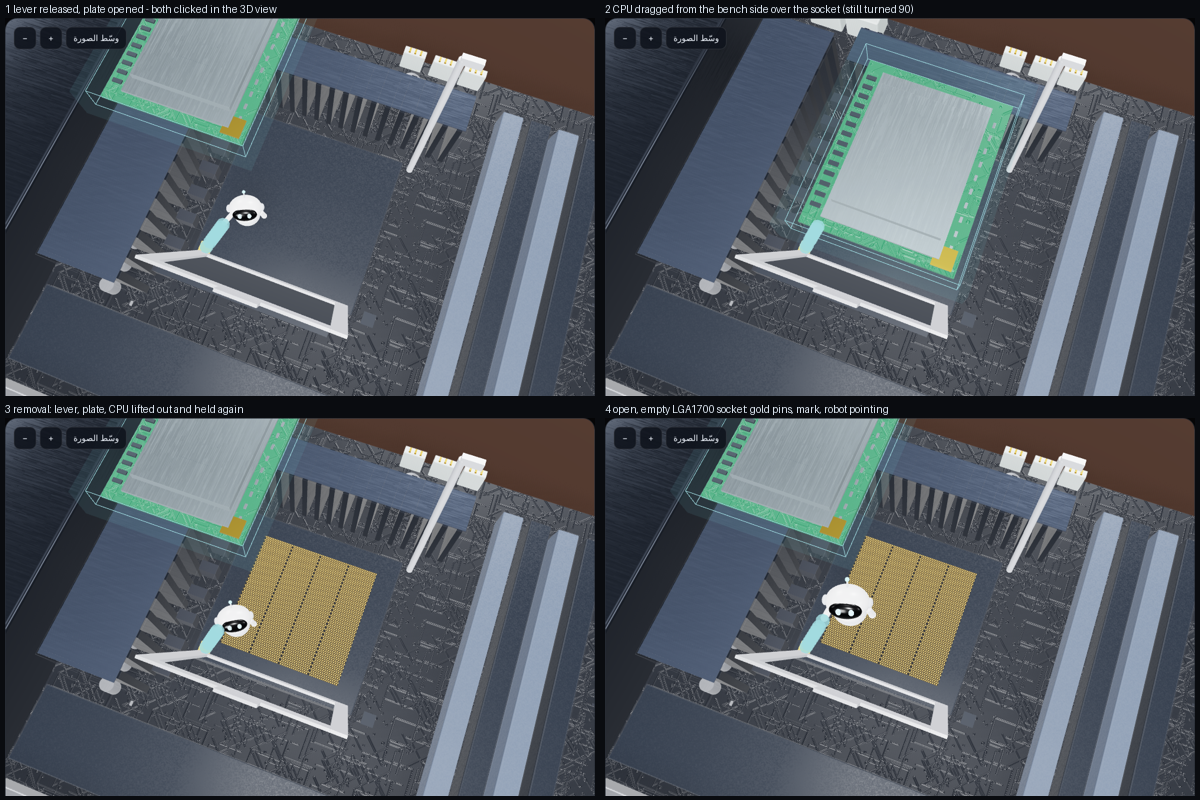 1 lever released, plate opened - both clicked in the 3D view
− + وسّط الصورة
2 CPU dragged from the bench side over the socket (still turned 90)
− + وسّط الصورة
3 removal: lever, plate, CPU lifted out and held again
− + وسّط الصورة
4 open, empty LGA1700 socket: gold pins, mark, robot pointing
− + وسّط الصورة